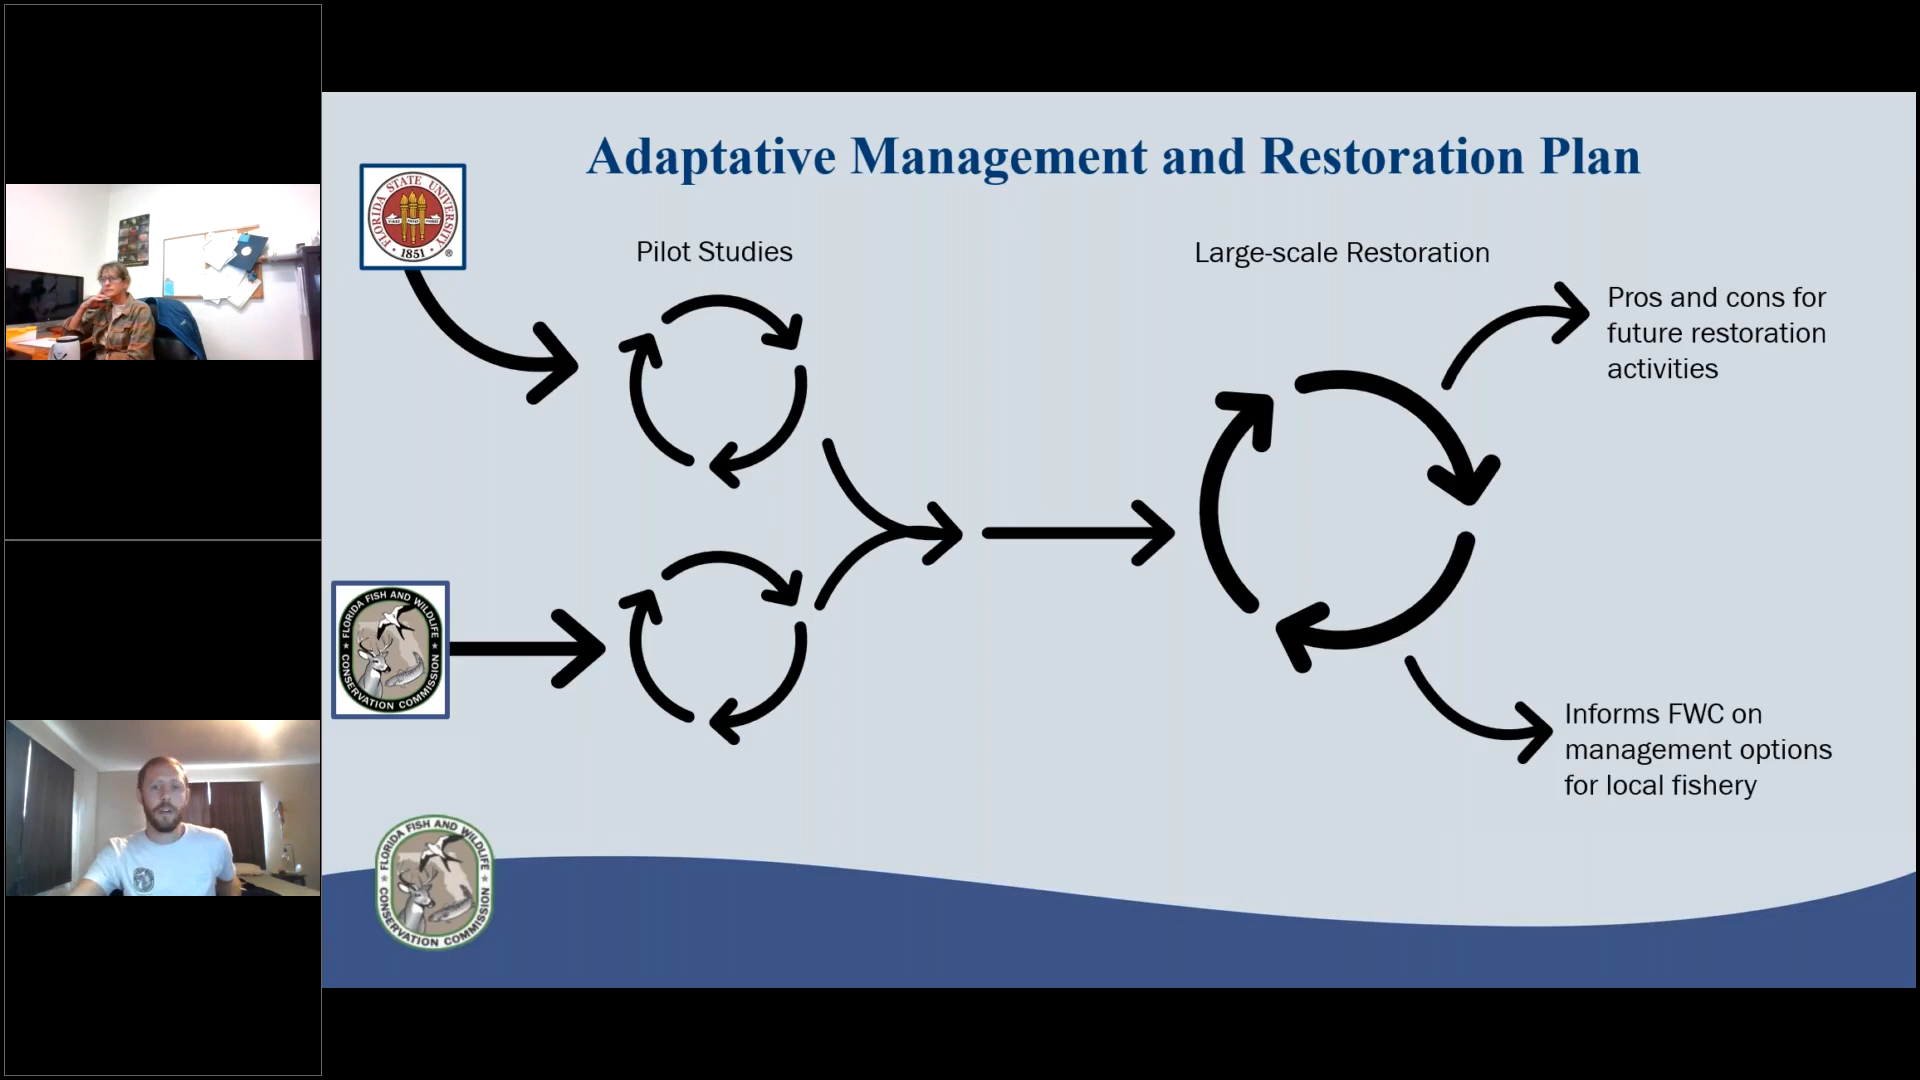 Adaptative Management and Restoration Plan
FLORIDA STATE UNIVERSITY
1851
Pilot Studies
Large-scale Restoration
Pros and cons for
future restoration
activities
FLORIDA FISH AND WILDLIFE
CONSERVATION COMMISSION
Informs FWC on
management options
for local fishery
FLORIDA FISH AND WILDLIFE
CONSERVATION COMMISSION